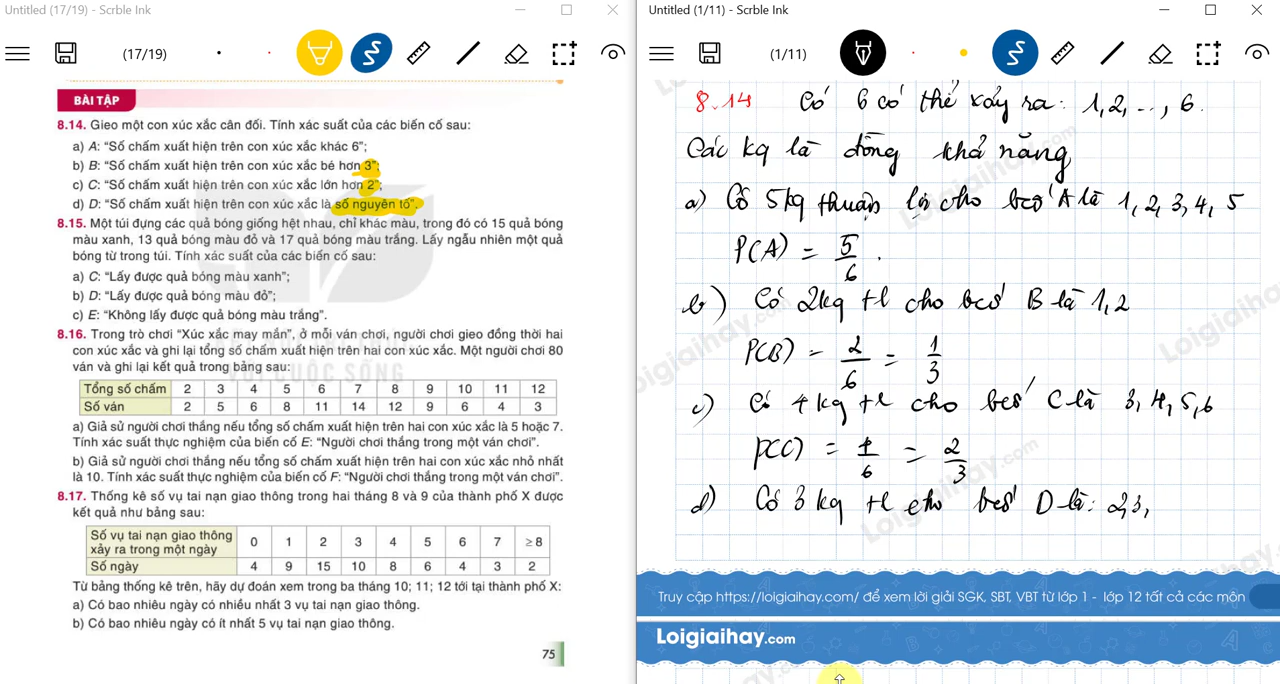 Untitled (17/19) - Scrble Ink
(17/19)
BÀI TẬP
8.14. Gieo một con xúc xắc cân đối. Tính xác suất của các biến cố sau:
a) A: "Số chấm xuất hiện trên con xúc xắc khác 6";
b) B: "Số chấm xuất hiện trên con xúc xắc bé hơn 3";
c) C: "Số chấm xuất hiện trên con xúc xắc lớn hơn 2";
d) D: "Số chấm xuất hiện trên con xúc xắc là số nguyên tố".
8.15. Một túi đựng các quả bóng giống hệt nhau, chỉ khác màu, trong đó có 15 quả bóng
màu xanh, 13 quả bóng màu đỏ và 17 quả bóng màu trắng. Lấy ngẫu nhiên một quả
bóng từ trong túi. Tính xác suất của các biến cố sau:
a) C: "Lấy được quả bóng màu xanh";
b) D: "Lấy được quả bóng màu đỏ";
c) E: "Không lấy được quả bóng màu trắng".
8.16. Trong trò chơi "Xúc xắc may mắn", ở mỗi ván chơi, người chơi gieo đồng thời hai
con xúc xắc và ghi lại tổng số chấm xuất hiện trên hai con xúc xắc. Một người chơi 80
ván và ghi lại kết quả trong bảng sau:
Tổng số chấm 2 3 4 5 6 7 8 9 10 11 12
Số ván 2 5 6 8 11 14 12 9 6 4 3
a) Giả sử người chơi thắng nếu tổng số chấm xuất hiện trên hai con xúc xắc là 5 hoặc 7.
Tính xác suất thực nghiệm của biến cố E: "Người chơi thắng trong một ván chơi".
b) Giả sử người chơi thắng nếu tổng số chấm xuất hiện trên hai con xúc xắc nhỏ nhất
là 10. Tính xác suất thực nghiệm của biến cố F: "Người chơi thắng trong một ván chơi".
8.17. Thống kê số vụ tai nạn giao thông trong hai tháng 8 và 9 của thành phố X được
kết quả như bảng sau:
Số vụ tai nạn giao thông
xảy ra trong một ngày 0 1 2 3 4 5 6 7 ≥ 8
Số ngày 4 9 15 10 8 6 4 3 2
Từ bảng thống kê trên, hãy dự đoán xem trong ba tháng 10; 11; 12 tới tại thành phố X:
a) Có bao nhiêu ngày có nhiều nhất 3 vụ tai nạn giao thông.
b) Có bao nhiêu ngày có ít nhất 5 vụ tai nạn giao thông.
75
Untitled (1/11) - Scrble Ink
(1/11)
8.14 Có 6 có thể xảy ra: 1, 2, ..., 6.
Các kq là đồng khả năng
a) Có 5 kq thuận lợi cho bcố A là 1, 2, 3, 4, 5
P(A) = 5/6.
b) Có 2 kq tl cho bcố B là 1, 2
P(B) = 2/6 = 1/3
c) Có 4 kq tl cho bcố C là 3, 4, 5, 6
P(C) = 4/6 = 2/3
d) Có 3 kq tl cho bcố D là: 2, 3,
Truy cập https://loigiaihay.com/ để xem lời giải SGK, SBT, VBT từ lớp 1 - lớp 12 tất cả các môn
Loigiaihay.com